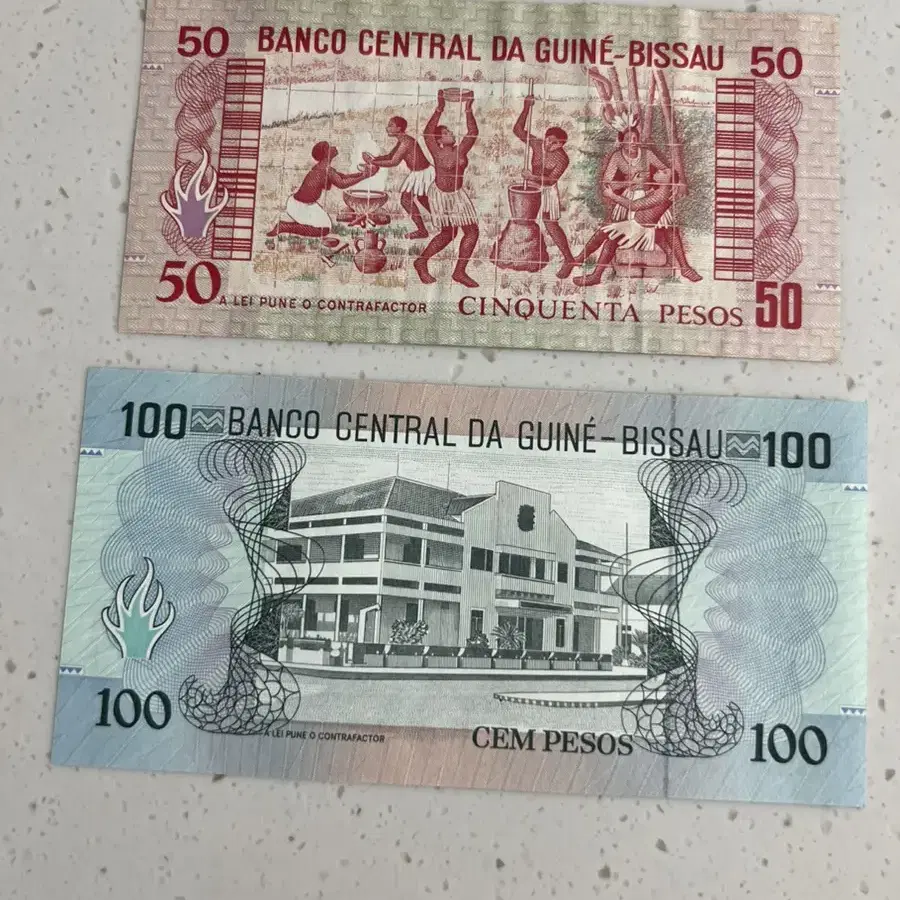 50 BANCO CENTRAL DA GUINÉ-BISSAU 50
50 A LEI PUNE O CONTRAFACTOR CINQUENTA PESOS 50
100 BANCO CENTRAL DA GUINÉ-BISSAU 100
A LEI PUNE O CONTRAFACTOR
100 CEM PESOS 100